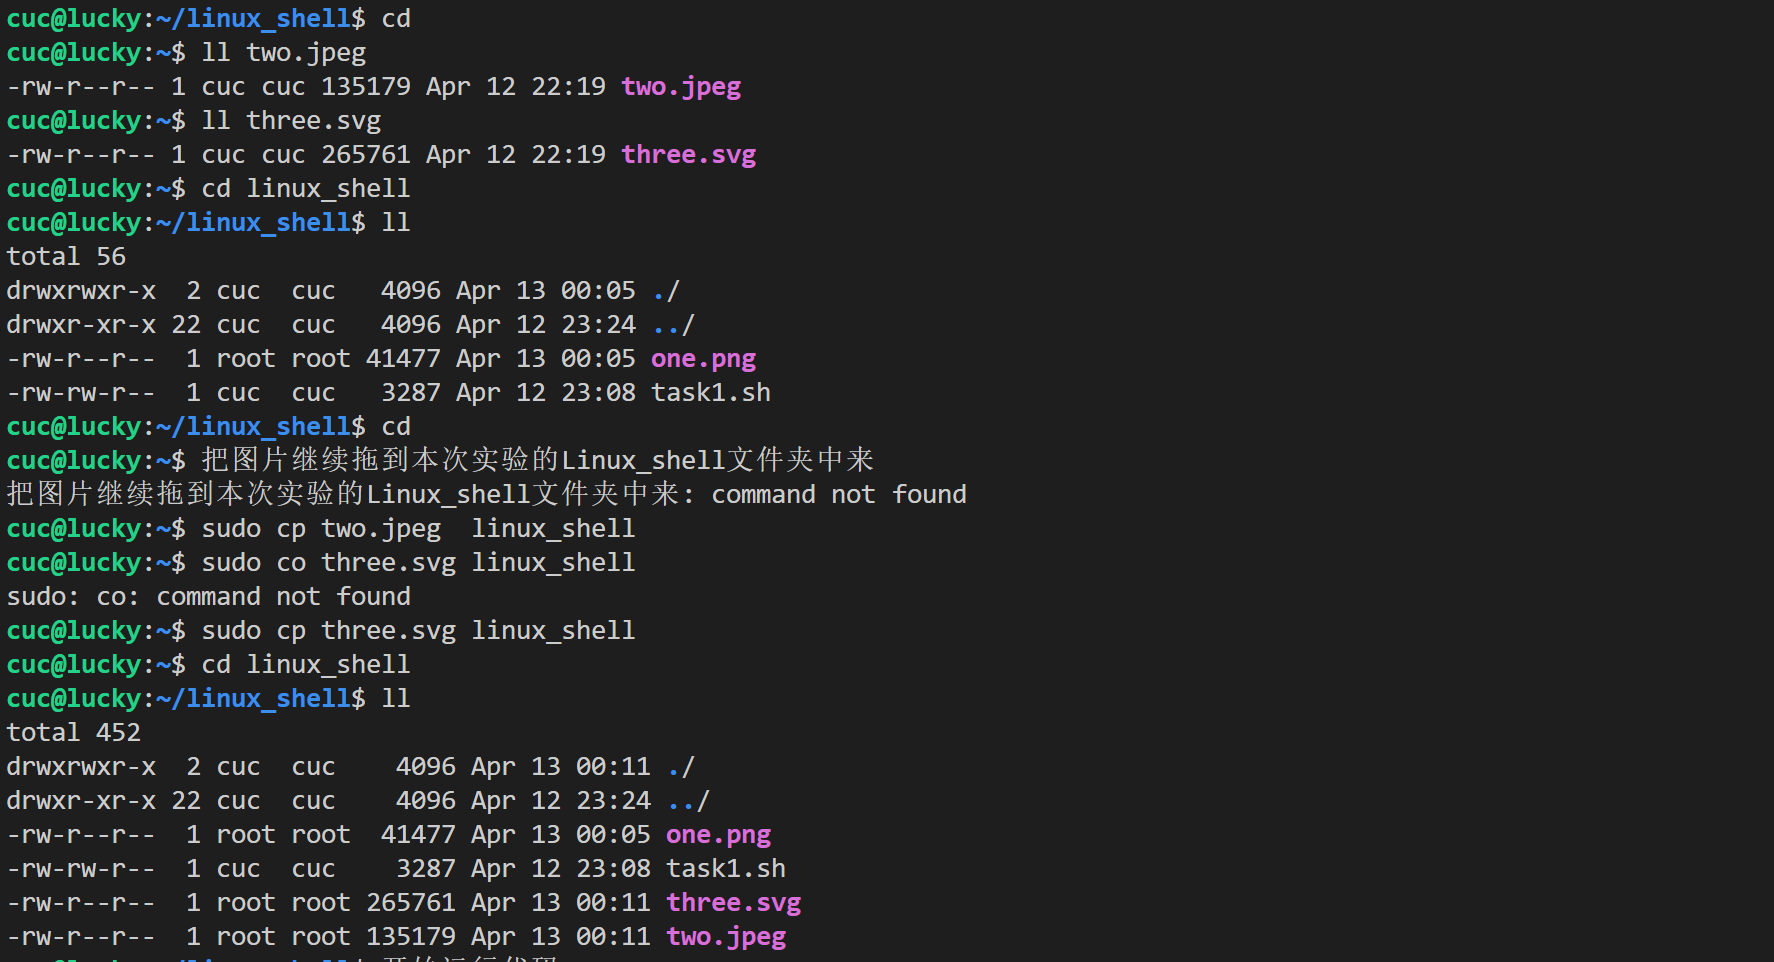 cuc@lucky:~/linux_shell$ cd
cuc@lucky:~$ ll two.jpeg
-rw-r--r-- 1 cuc cuc 135179 Apr 12 22:19 two.jpeg
cuc@lucky:~$ ll three.svg
-rw-r--r-- 1 cuc cuc 265761 Apr 12 22:19 three.svg
cuc@lucky:~$ cd linux_shell
cuc@lucky:~/linux_shell$ ll
total 56
drwxrwxr-x  2 cuc  cuc   4096 Apr 13 00:05 ./
drwxr-xr-x 22 cuc  cuc   4096 Apr 12 23:24 ../
-rw-r--r--  1 root root 41477 Apr 13 00:05 one.png
-rw-rw-r--  1 cuc  cuc   3287 Apr 12 23:08 task1.sh
cuc@lucky:~/linux_shell$ cd
cuc@lucky:~$ 把图片继续拖到本次实验的Linux_shell文件夹中来
把图片继续拖到本次实验的Linux_shell文件夹中来: command not found
cuc@lucky:~$ sudo cp two.jpeg  linux_shell
cuc@lucky:~$ sudo co three.svg linux_shell
sudo: co: command not found
cuc@lucky:~$ sudo cp three.svg linux_shell
cuc@lucky:~$ cd linux_shell
cuc@lucky:~/linux_shell$ ll
total 452
drwxrwxr-x  2 cuc  cuc    4096 Apr 13 00:11 ./
drwxr-xr-x 22 cuc  cuc    4096 Apr 12 23:24 ../
-rw-r--r--  1 root root  41477 Apr 13 00:05 one.png
-rw-rw-r--  1 cuc  cuc    3287 Apr 12 23:08 task1.sh
-rw-r--r--  1 root root 265761 Apr 13 00:11 three.svg
-rw-r--r--  1 root root 135179 Apr 13 00:11 two.jpeg